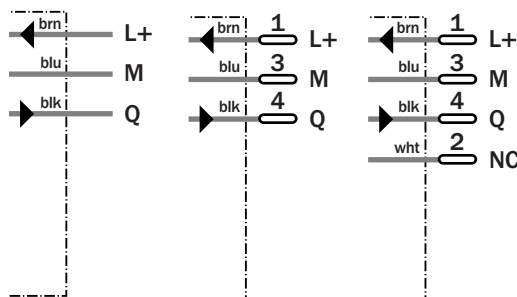 brn L+
blu M
blk Q
brn 1 L+
blu 3 M
blk 4 Q
brn 1 L+
blu 3 M
blk 4 Q
wht 2 NC